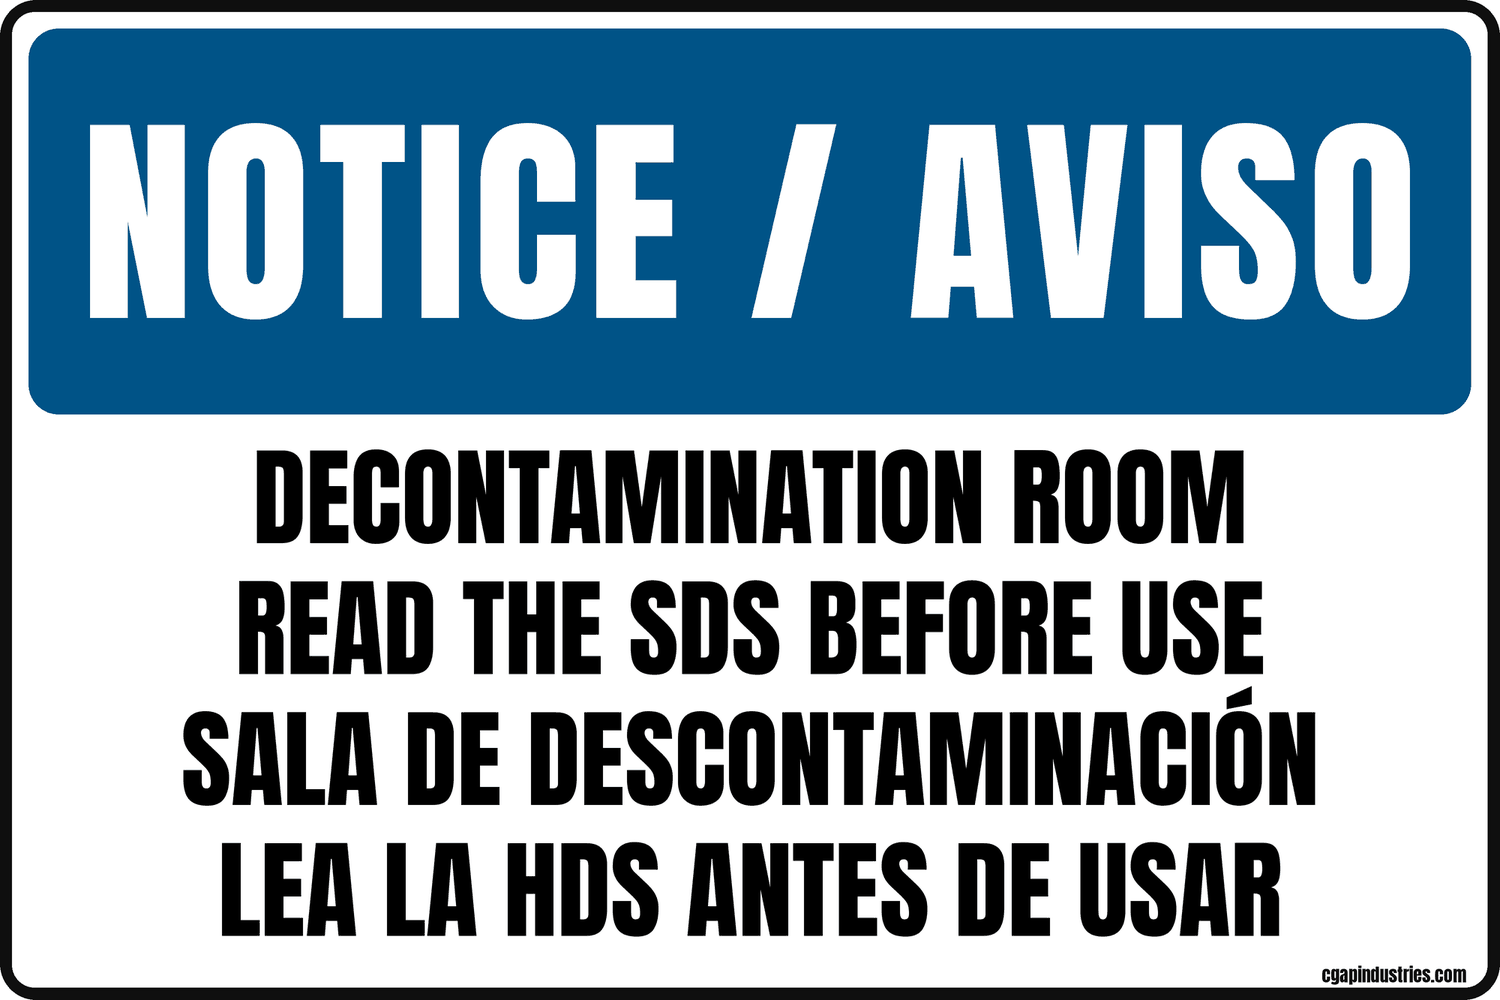 NOTICE / AVISO
DECONTAMINATION ROOM
READ THE SDS BEFORE USE
SALA DE DESCONTAMINACIÓN
LEA LA HDS ANTES DE USAR
cgapindustries.com